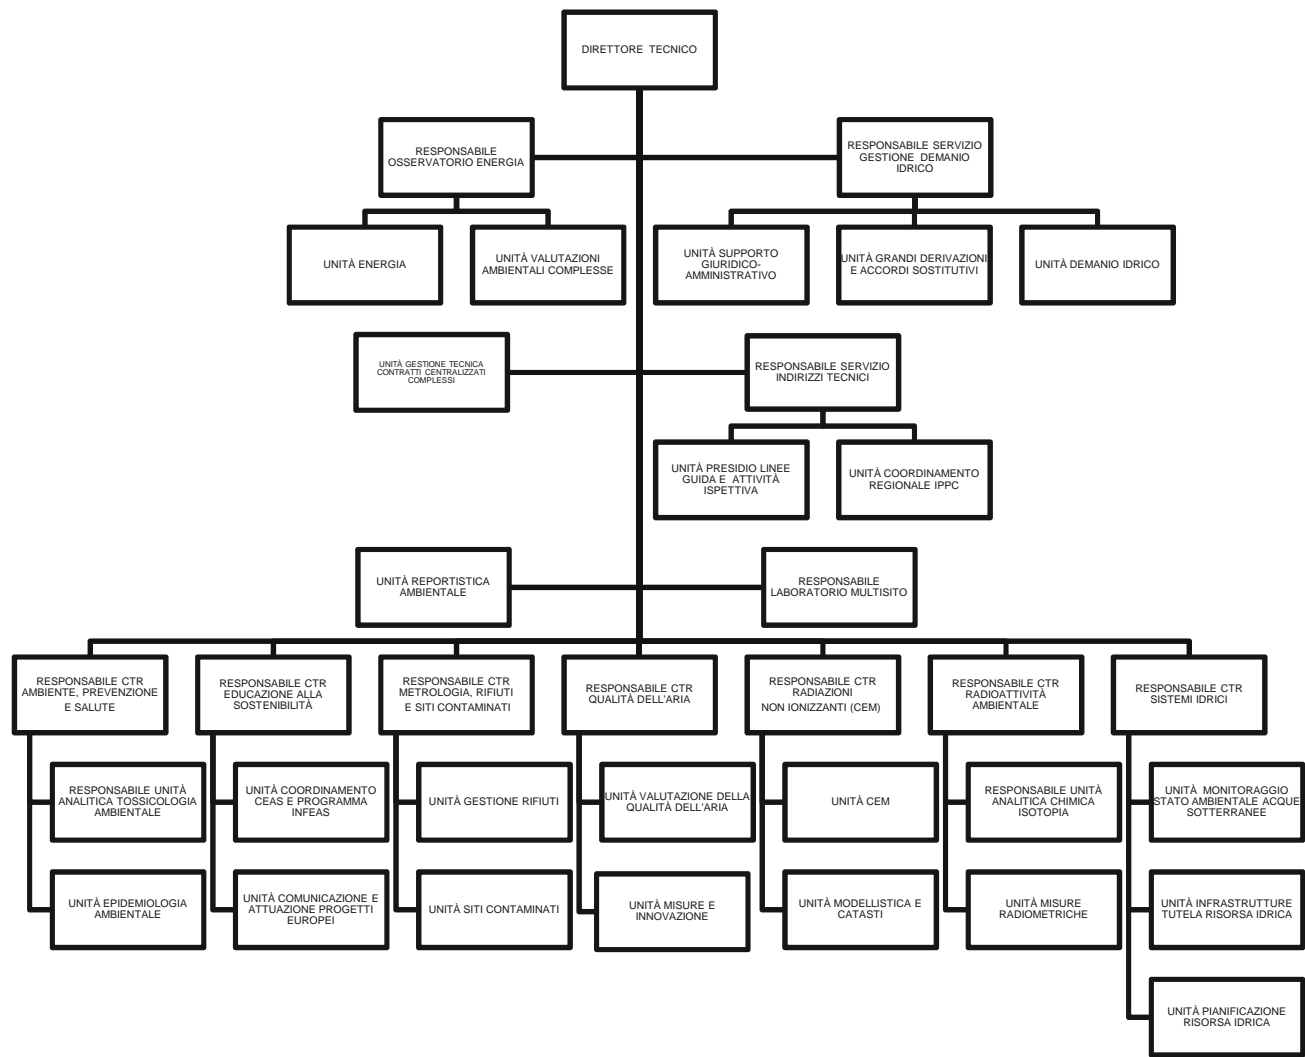 DIRETTORE TECNICO
RESPONSABILE
OSSERVATORIO ENERGIA
RESPONSABILE SERVIZIO
GESTIONE DEMANIO
IDRICO
UNITÀ ENERGIA
UNITÀ VALUTAZIONI
AMBIENTALI COMPLESSE
UNITÀ SUPPORTO
GIURIDICO-
AMMINISTRATIVO
UNITÀ GRANDI DERIVAZIONI
E ACCORDI SOSTITUTIVI
UNITÀ DEMANIO IDRICO
UNITÀ GESTIONE TECNICA
CONTRATTI CENTRALIZZATI
COMPLESSI
RESPONSABILE SERVIZIO
INDIRIZZI TECNICI
UNITÀ PRESIDIO LINEE
GUIDA E ATTIVITÀ
ISPETTIVA
UNITÀ COORDINAMENTO
REGIONALE IPPC
UNITÀ REPORTISTICA
AMBIENTALE
RESPONSABILE
LABORATORIO MULTISITO
RESPONSABILE CTR
AMBIENTE, PREVENZIONE
E SALUTE
RESPONSABILE CTR
EDUCAZIONE ALLA
SOSTENIBILITÀ
RESPONSABILE CTR
METROLOGIA, RIFIUTI
E SITI CONTAMINATI
RESPONSABILE CTR
QUALITÀ DELL'ARIA
RESPONSABILE CTR
RADIAZIONI
NON IONIZZANTI (CEM)
RESPONSABILE CTR
RADIOATTIVITÀ
AMBIENTALE
RESPONSABILE CTR
SISTEMI IDRICI
RESPONSABILE UNITÀ
ANALITICA TOSSICOLOGIA
AMBIENTALE
UNITÀ COORDINAMENTO
CEAS E PROGRAMMA
INFEAS
UNITÀ GESTIONE RIFIUTI
UNITÀ VALUTAZIONE DELLA
QUALITÀ DELL'ARIA
UNITÀ CEM
RESPONSABILE UNITÀ
ANALITICA CHIMICA
ISOTOPIA
UNITÀ MONITORAGGIO
STATO AMBIENTALE ACQUE
SOTTERRANEE
UNITÀ EPIDEMIOLOGIA
AMBIENTALE
UNITÀ COMUNICAZIONE E
ATTUAZIONE PROGETTI
EUROPEI
UNITÀ SITI CONTAMINATI
UNITÀ MISURE E
INNOVAZIONE
UNITÀ MODELLISTICA E
CATASTI
UNITÀ MISURE
RADIOMETRICHE
UNITÀ INFRASTRUTTURE
TUTELA RISORSA IDRICA
UNITÀ PIANIFICAZIONE
RISORSA IDRICA